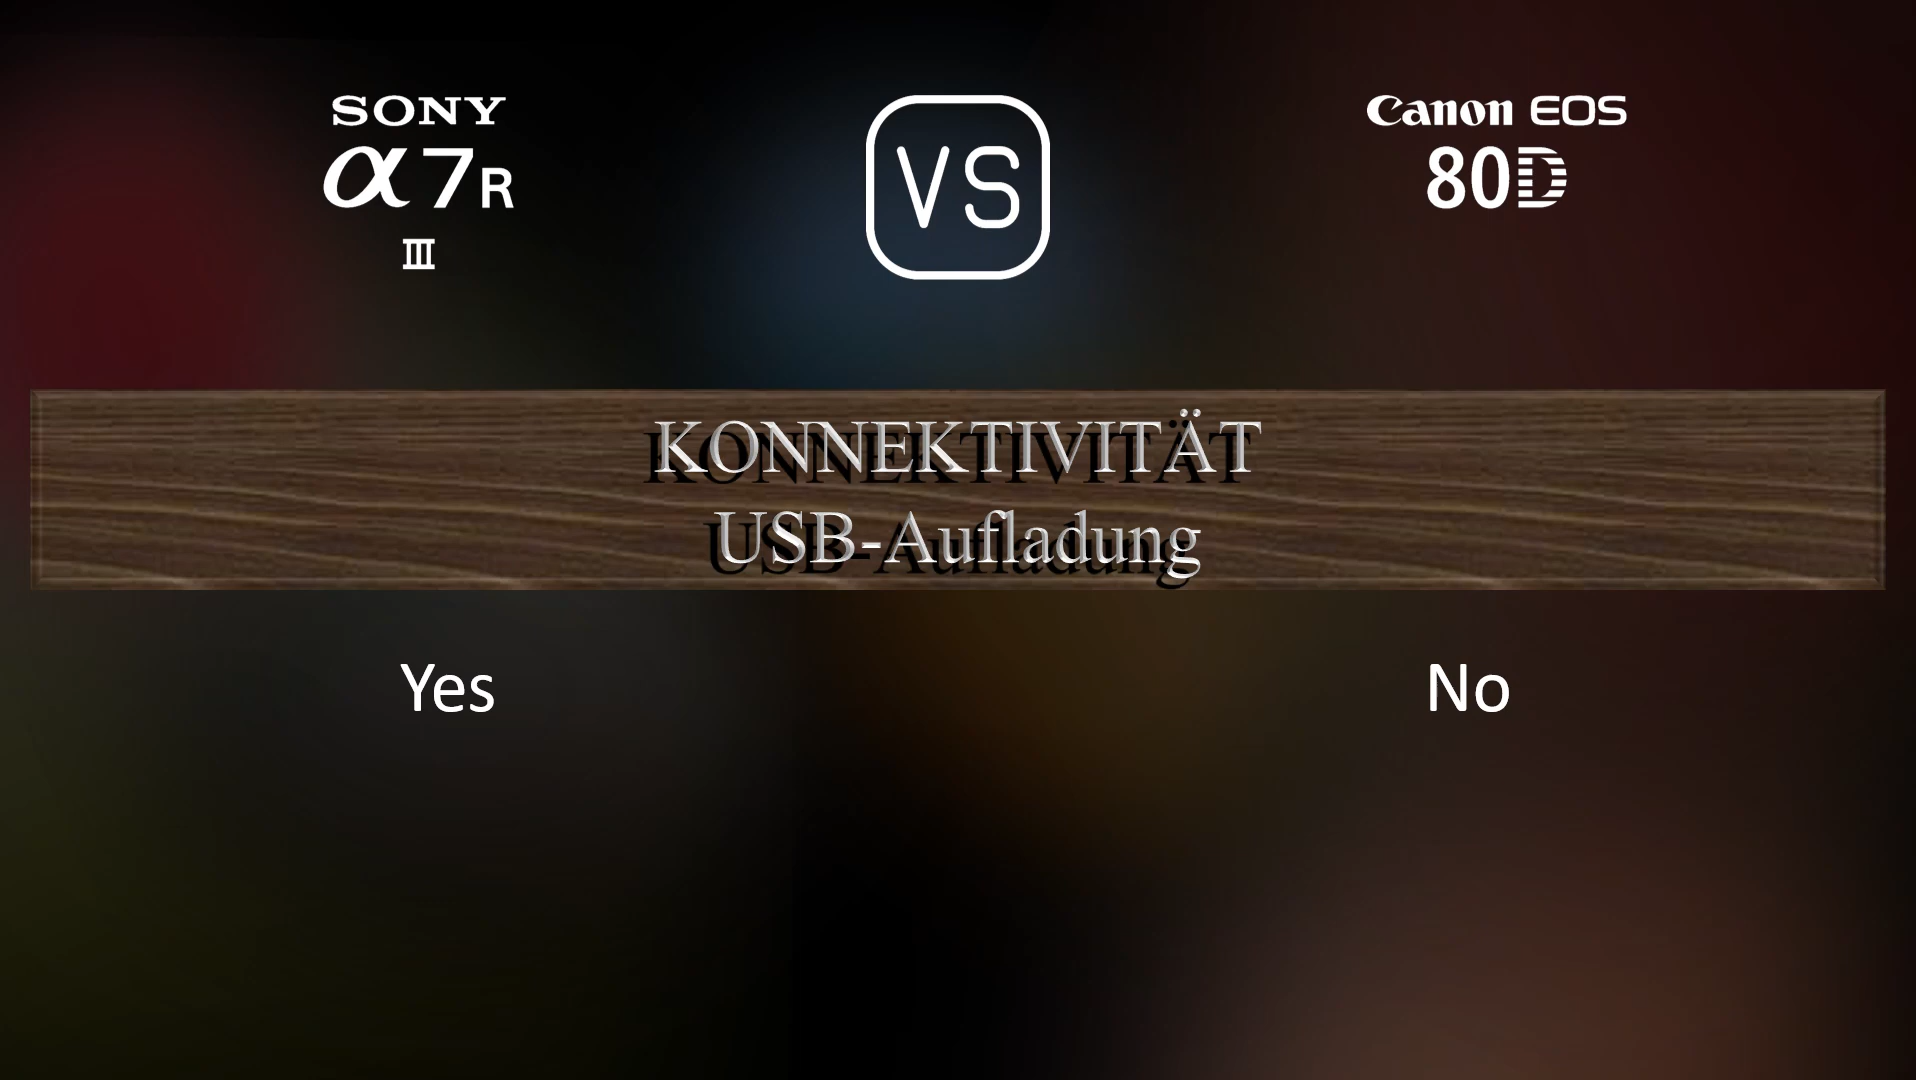 SONY
α7R
III
VS
Canon EOS
80D
KONNEKTIVITÄT
USB-Aufladung
Yes
No